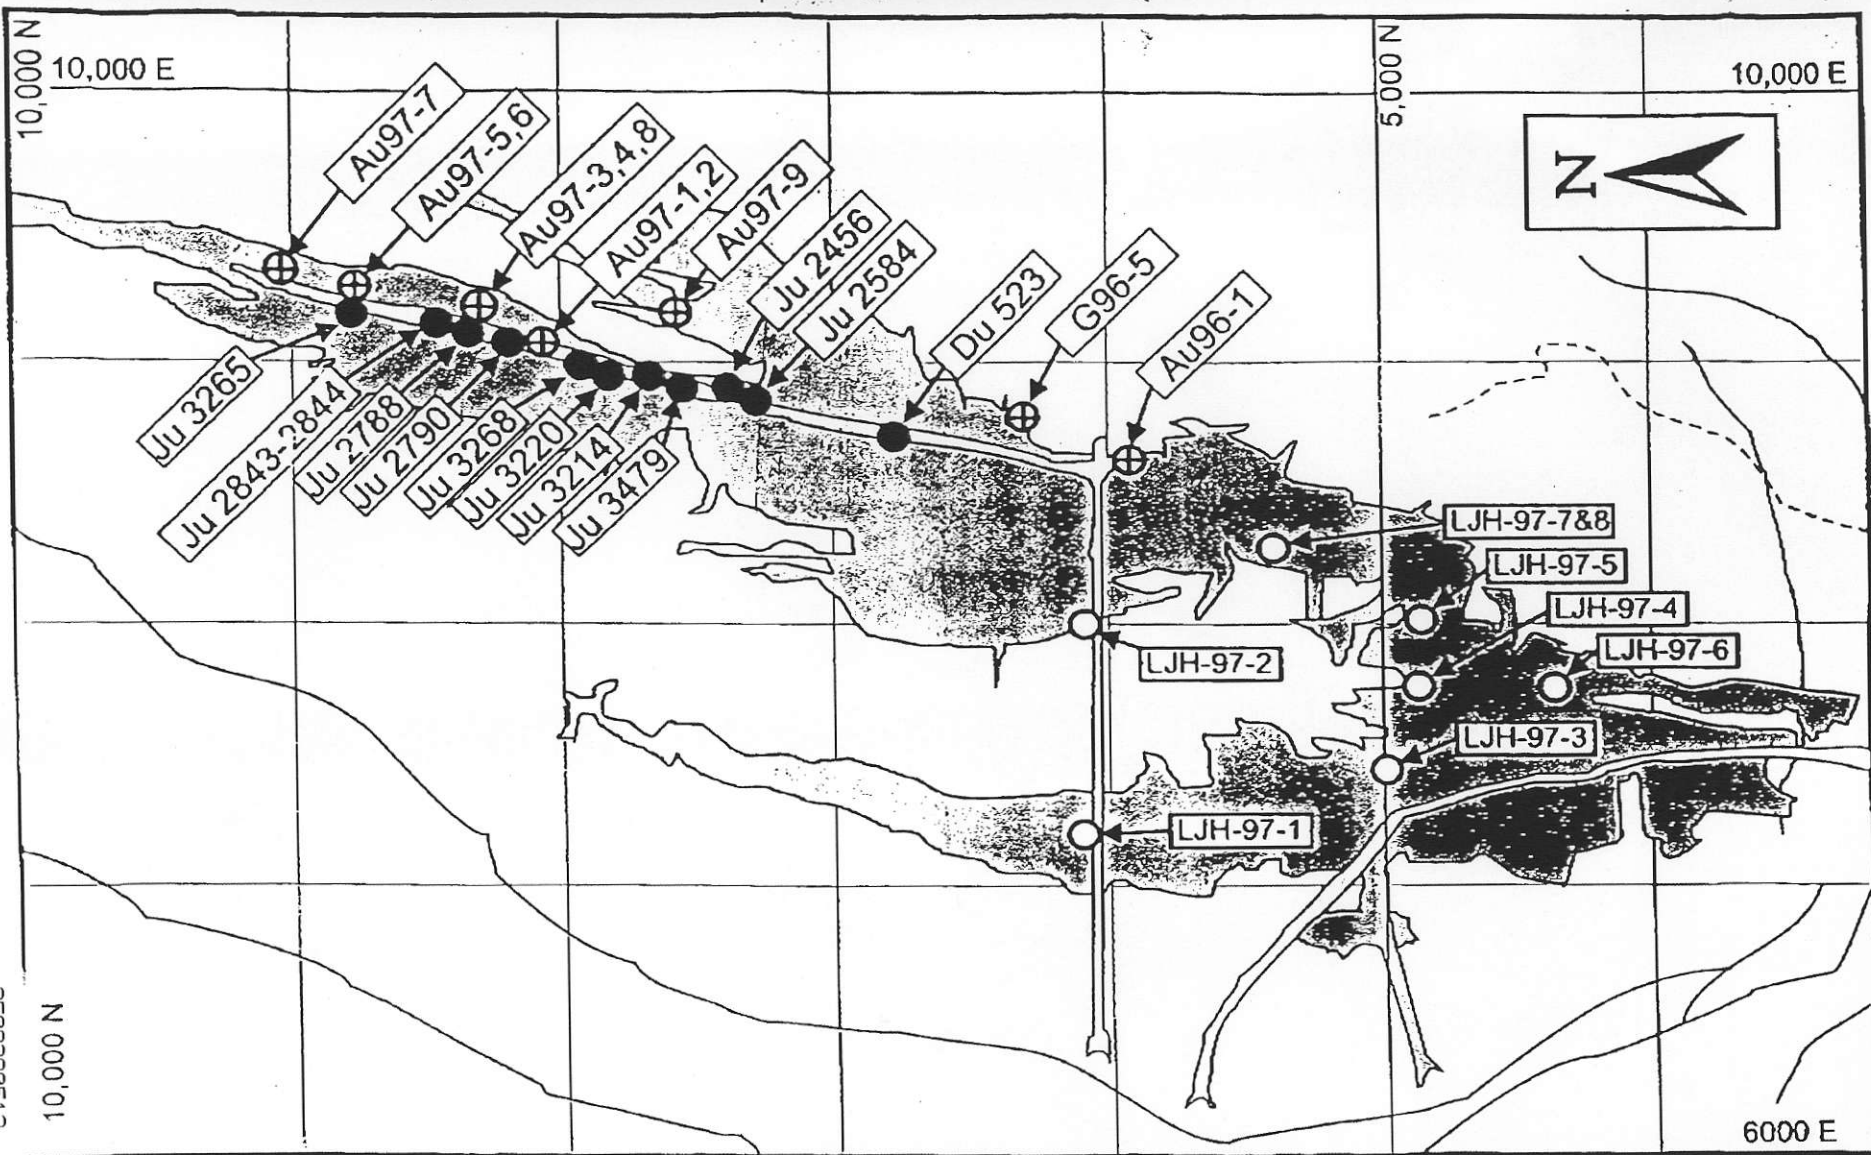 10,000 N
10,000 E
5,000 N
10,000 E
N
Au97-7
Au97-5,6
Au97-3,4,8
Au97-1,2
Au97-9
Ju 2456
Ju 2584
Du 523
G96-5
Au96-1
Ju 3265
Ju 2843-2844
Ju 2788
Ju 2790
Ju 3268
Ju 3220
Ju 3214
Ju 3479
LJH-97-7&8
LJH-97-5
LJH-97-4
LJH-97-6
LJH-97-2
LJH-97-3
LJH-97-1
10,000 N
6000 E